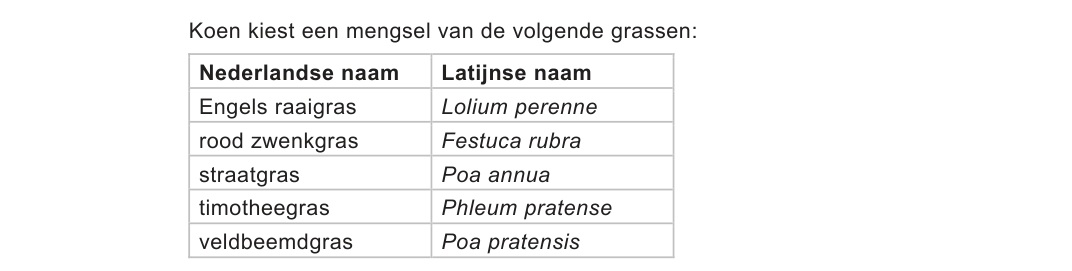 Koen kiest een mengsel van de volgende grassen:
Nederlandse naam Latijnse naam
Engels raaigras Lolium perenne
rood zwenkgras Festuca rubra
straatgras Poa annua
timotheegras Phleum pratense
veldbeemdgras Poa pratensis